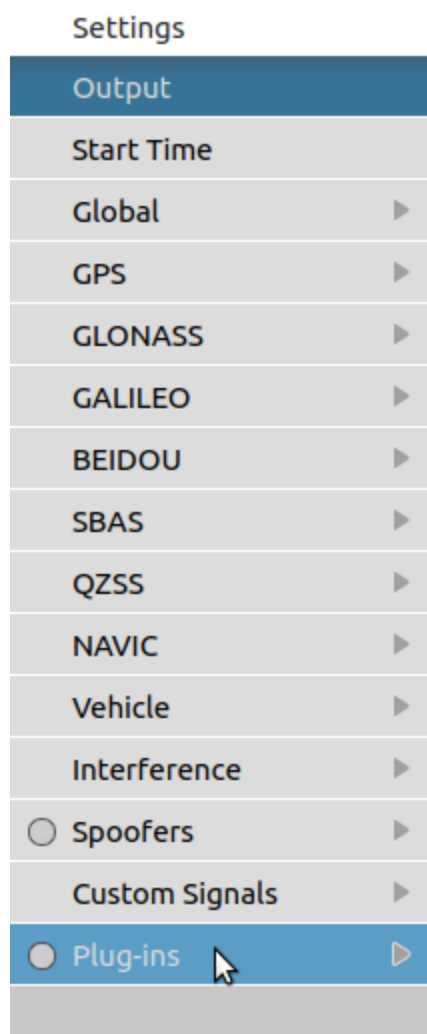 Settings
Output
Start Time
Global
GPS
GLONASS
GALILEO
BEIDOU
SBAS
QZSS
NAVIC
Vehicle
Interference
Spoofers
Custom Signals
Plug-ins